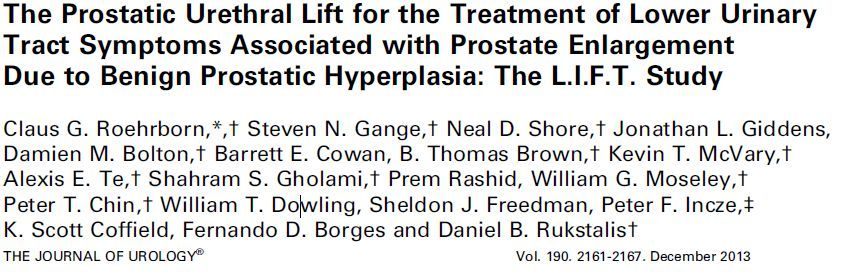 The Prostatic Urethral Lift for the Treatment of Lower Urinary
Tract Symptoms Associated with Prostate Enlargement
Due to Benign Prostatic Hyperplasia: The L.I.F.T. Study
Claus G. Roehrborn,*,† Steven N. Gange,† Neal D. Shore,† Jonathan L. Giddens,
Damien M. Bolton,† Barrett E. Cowan, B. Thomas Brown,† Kevin T. McVary,†
Alexis E. Te,† Shahram S. Gholami,† Prem Rashid, William G. Moseley,†
Peter T. Chin,† William T. Dowling, Sheldon J. Freedman, Peter F. Incze,‡
K. Scott Coffield, Fernando D. Borges and Daniel B. Rukstalis†
THE JOURNAL OF UROLOGY® Vol. 190. 2161-2167. December 2013